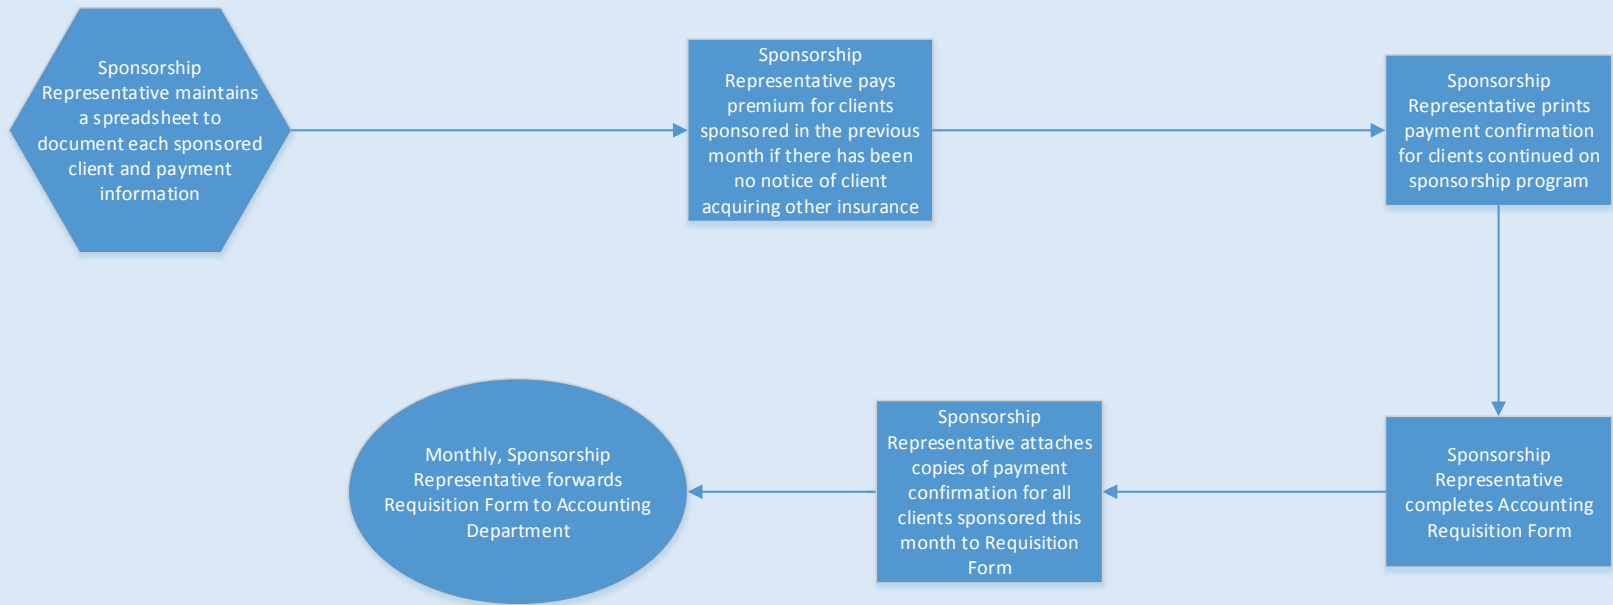 Sponsorship
Representative maintains
a spreadsheet to
document each sponsored
client and payment
information
Sponsorship
Representative pays
premium for clients
sponsored in the previous
month if there has been
no notice of client
acquiring other insurance
Sponsorship
Representative prints
payment confirmation
for clients continued on
sponsorship program
Sponsorship
Representative
completes Accounting
Requisition Form
Sponsorship
Representative attaches
copies of payment
confirmation for all
clients sponsored this
month to Requisition
Form
Monthly, Sponsorship
Representative forwards
Requisition Form to Accounting
Department